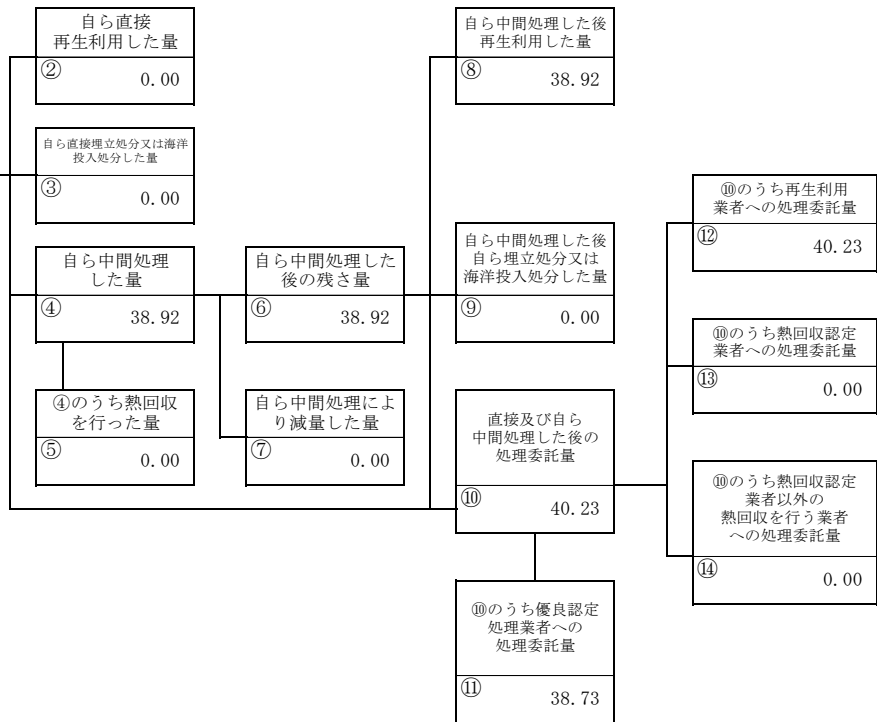 自ら直接
再生利用した量
②
0.00
自ら直接埋立処分又は海洋
投入処分した量
③
0.00
自ら中間処理
した量
④
38.92
④のうち熱回収
を行った量
⑤
0.00
自ら中間処理した
後の残さ量
⑥
38.92
自ら中間処理によ
り減量した量
⑦
0.00
自ら中間処理した後
再生利用した量
⑧
38.92
自ら中間処理した後
自ら埋立処分又は
海洋投入処分した量
⑨
0.00
直接及び自ら
中間処理した後の
処理委託量
⑩
40.23
⑩のうち優良認定
処理業者への
処理委託量
⑪
38.73
⑩のうち再生利用
業者への処理委託量
⑫
40.23
⑩のうち熱回収認定
業者への処理委託量
⑬
0.00
⑩のうち熱回収認定
業者以外の
熱回収を行う業者
への処理委託量
⑭
0.00